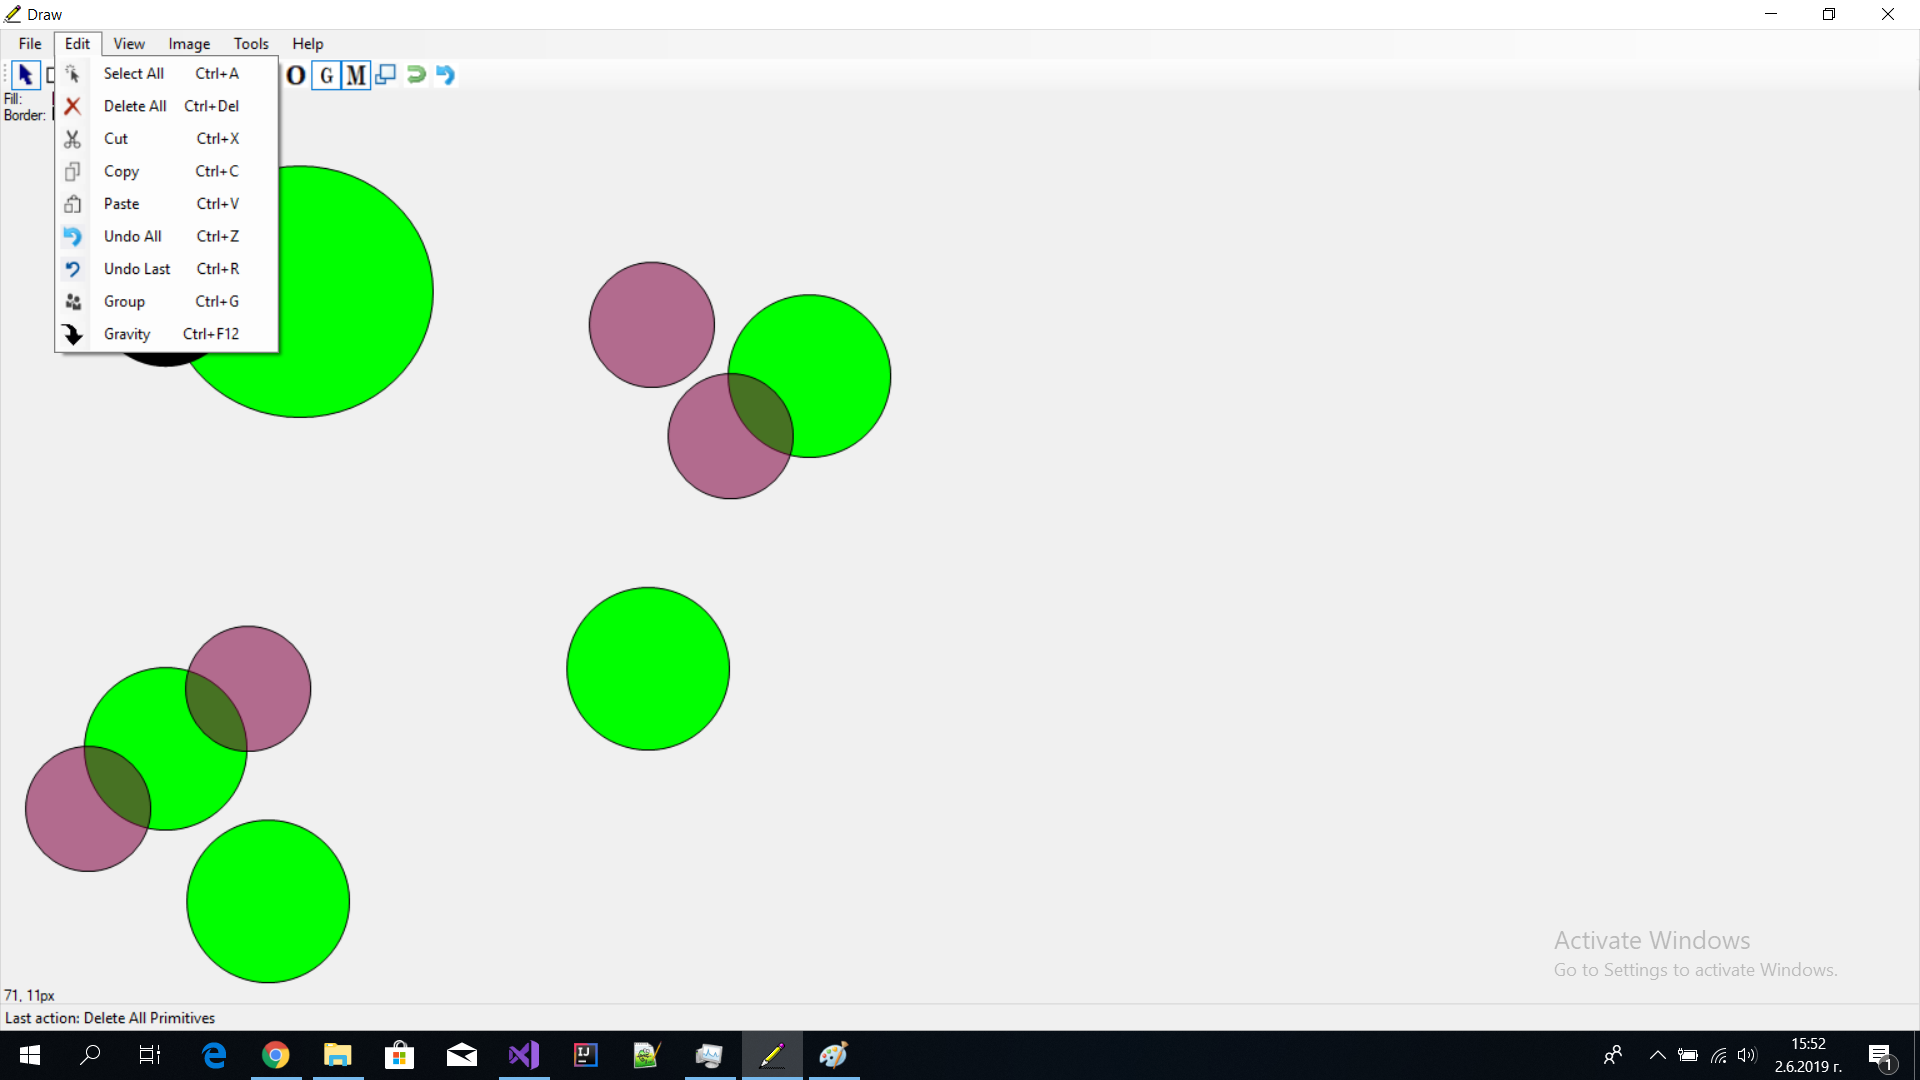 Draw
File Edit View Image Tools Help
Select All Ctrl+A
O G M
Fill:
Delete All Ctrl+Del
Border:
Cut Ctrl+X
Copy Ctrl+C
Paste Ctrl+V
Undo All Ctrl+Z
Undo Last Ctrl+R
Group Ctrl+G
Gravity Ctrl+F12
Activate Windows
Go to Settings to activate Windows.
71, 11px
Last action: Delete All Primitives
IJ
15:52
2.6.2019 г.
1